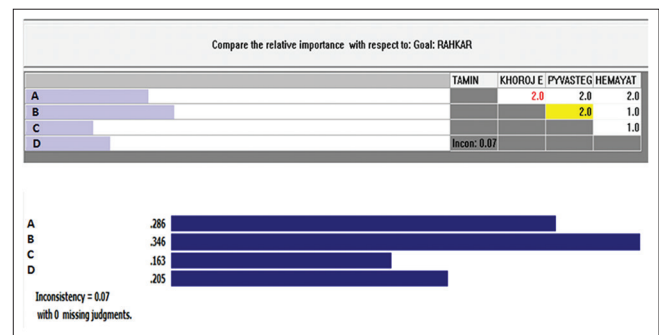 Compare the relative importance with respect to: Goal: RAHKAR
TAMIN KHOROJ E PYVASTEG HEMAYAT
A 2.0 2.0 2.0
B 2.0 1.0
C 1.0
D Incon: 0.07
A .286
B .346
C .163
D .205
Inconsistency = 0.07
with 0 missing judgments.